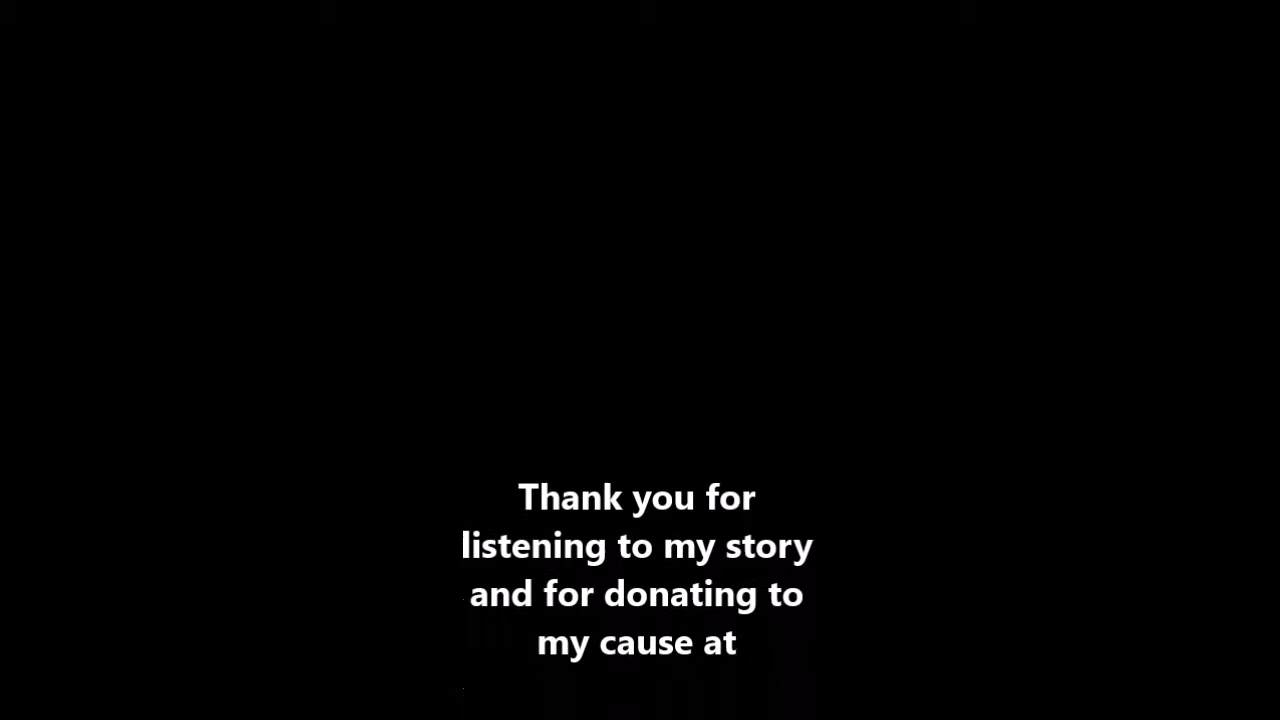 Thank you for
listening to my story
and for donating to
my cause at